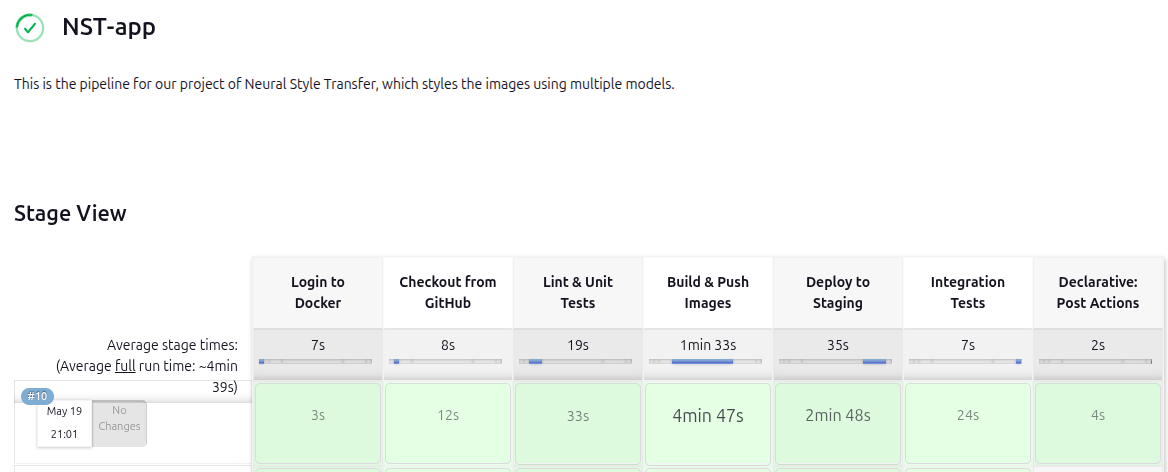 NST-app
This is the pipeline for our project of Neural Style Transfer, which styles the images using multiple models.
Stage View
Login to
Docker
Checkout from
GitHub
Lint & Unit
Tests
Build & Push
Images
Deploy to
Staging
Integration
Tests
Declarative:
Post Actions
Average stage times:
(Average full run time: ~4min
39s)
7s
8s
19s
1min 33s
35s
7s
2s
#10
May 19
21:01
No
Changes
3s
12s
33s
4min 47s
2min 48s
24s
4s